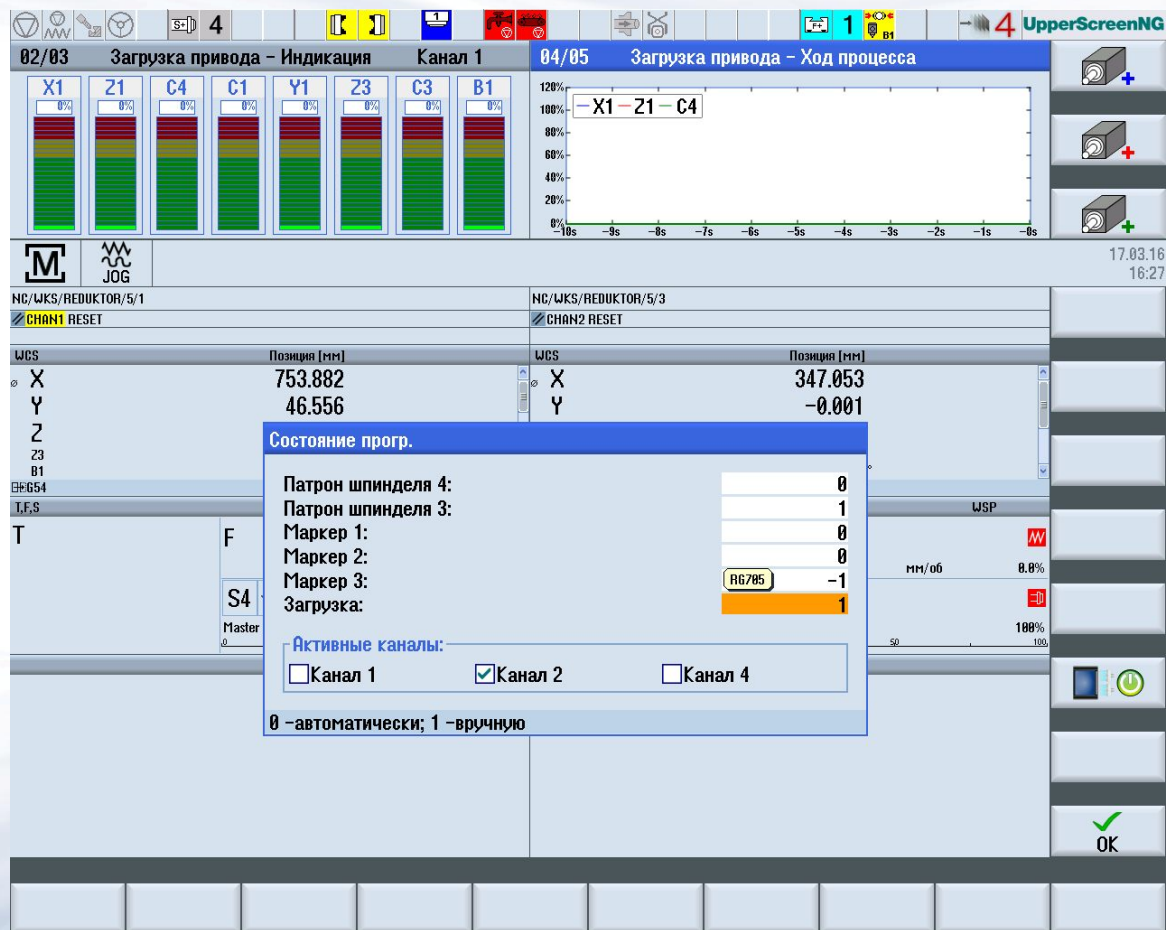 S+ 4 1 F+ 1 B1 4 UpperScreenNG
02/03 Загрузка привода – Индикация Канал 1
04/05 Загрузка привода – Ход процесса
X1 Z1 C4 C1 Y1 Z3 C3 B1
0% 0% 0% 0% 0% 0% 0% 0%
120%
100%
80%
60%
40%
20%
0%
X1 Z1 C4
-10s -9s -8s -7s -6s -5s -4s -3s -2s -1s -0s
M JOG
17.03.16
16:27
NC/WKS/REDUKTOR/5/1
CHAN1 RESET
NC/WKS/REDUKTOR/5/3
CHAN2 RESET
WCS Позиция [мм]
X 753.882
Y 46.556
Z
Z3
B1
G54
WCS Позиция [мм]
X 347.053
Y -0.001
T,F,S
T F
S4
Master
0
WSP
мм/об 0.0%
100%
50 100
Состояние прогр.
Патрон шпинделя 4: 0
Патрон шпинделя 3: 1
Маркер 1: 0
Маркер 2: 0
Маркер 3: RG705 -1
Загрузка: 1
Активные каналы:
Канал 1 Канал 2 Канал 4
0 -автоматически; 1 -вручную
OK